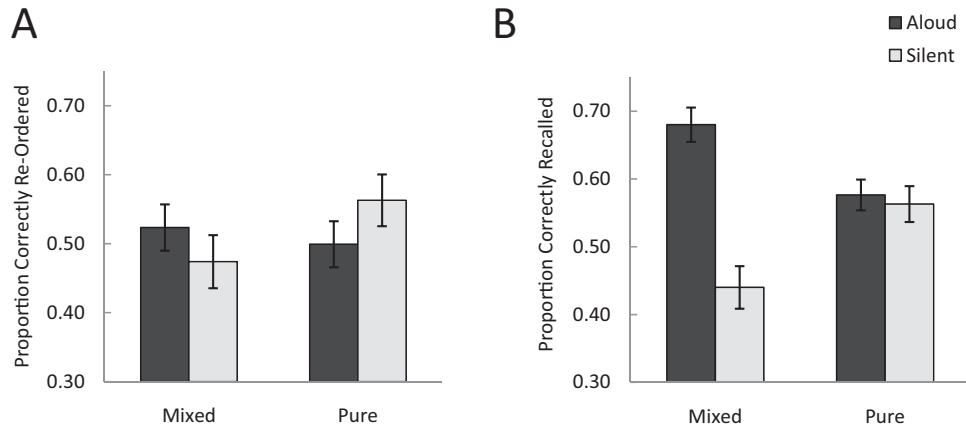 A
Proportion Correctly Re-Ordered
0.70
0.60
0.50
0.40
0.30
Mixed Pure
B
Aloud
Silent
Proportion Correctly Recalled
0.70
0.60
0.50
0.40
0.30
Mixed Pure